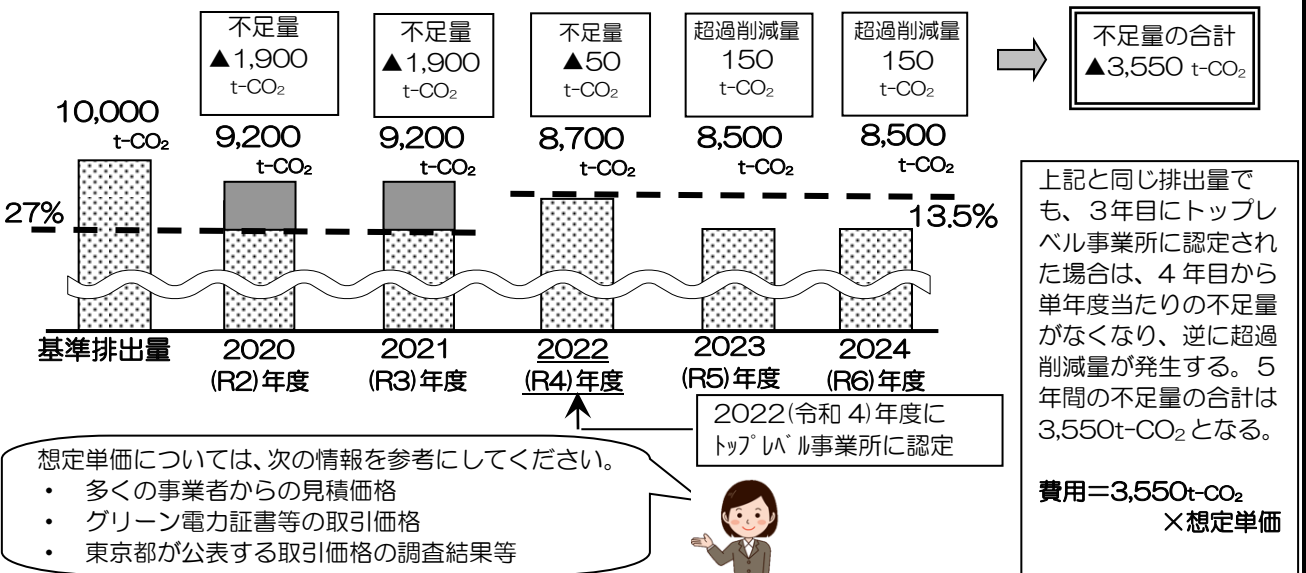 不足量
▲1,900
t-CO₂
不足量
▲1,900
t-CO₂
不足量
▲50
t-CO₂
超過削減量
150
t-CO₂
超過削減量
150
t-CO₂
不足量の合計
▲3,550 t-CO₂
10,000
t-CO₂
9,200
t-CO₂
9,200
t-CO₂
8,700
t-CO₂
8,500
t-CO₂
8,500
t-CO₂
27%
13.5%
基準排出量
2020
(R2)年度
2021
(R3)年度
2022
(R4)年度
2023
(R5)年度
2024
(R6)年度
2022(令和 4)年度に
ﾄｯﾌﾟﾚﾍﾞﾙ事業所に認定
上記と同じ排出量で
も、３年目にトップレ
ベル事業所に認定され
た場合は、4 年目から
単年度当たりの不足量
がなくなり、逆に超過
削減量が発生する。５
年間の不足量の合計は
3,550t-CO₂となる。
費用＝3,550t-CO₂
×想定単価
想定単価については、次の情報を参考にしてください。
・ 多くの事業者からの見積価格
・ グリーン電力証書等の取引価格
・ 東京都が公表する取引価格の調査結果等